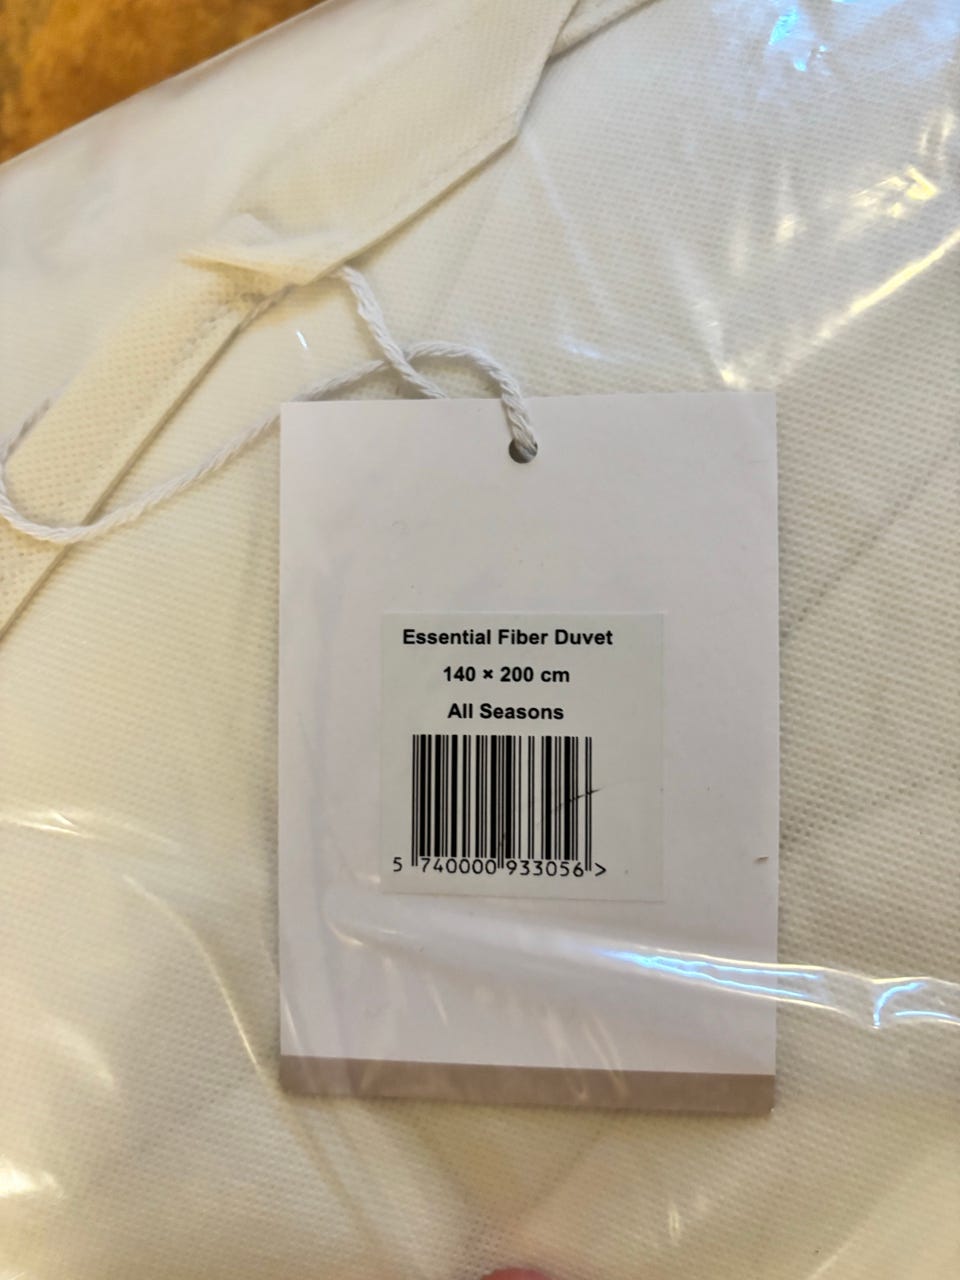 Essential Fiber Duvet
140 × 200 cm
All Seasons
5 740000 933056 >